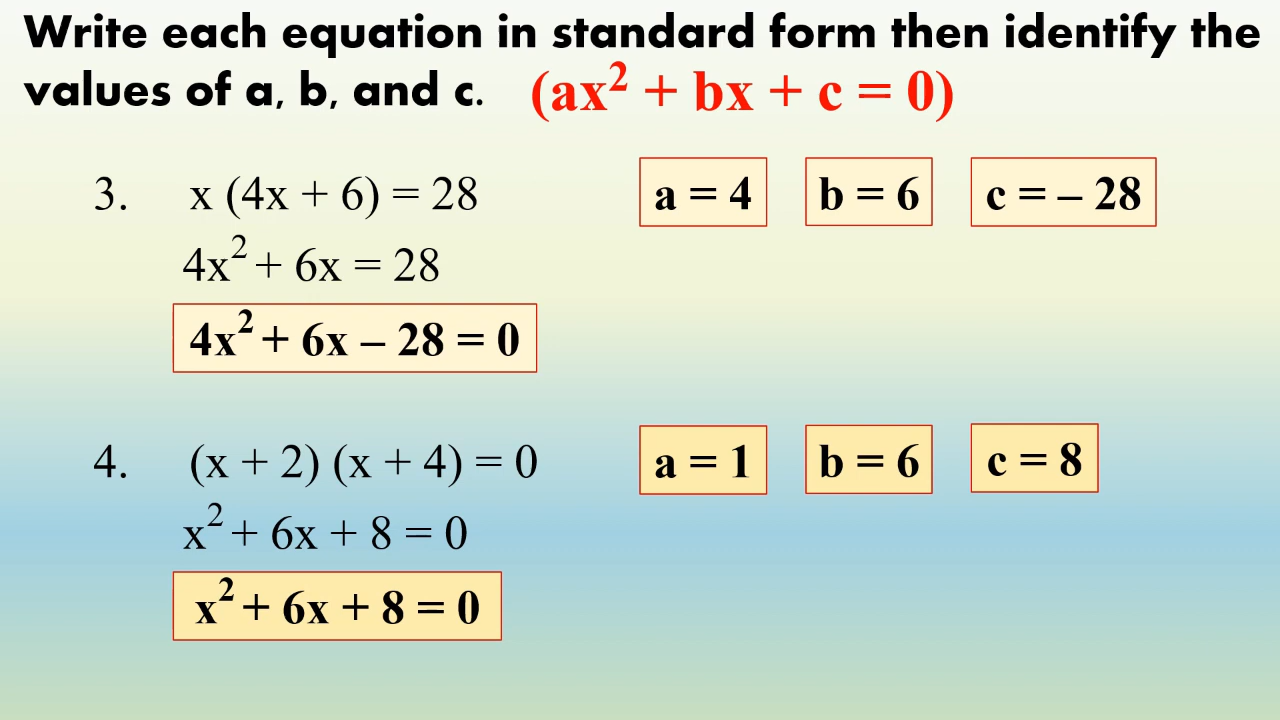 Write each equation in standard form then identify the
values of a, b, and c. (ax² + bx + c = 0)
3. x (4x + 6) = 28 a = 4 b = 6 c = – 28
4x² + 6x = 28
4x² + 6x – 28 = 0
4. (x + 2) (x + 4) = 0 a = 1 b = 6 c = 8
x² + 6x + 8 = 0
x² + 6x + 8 = 0